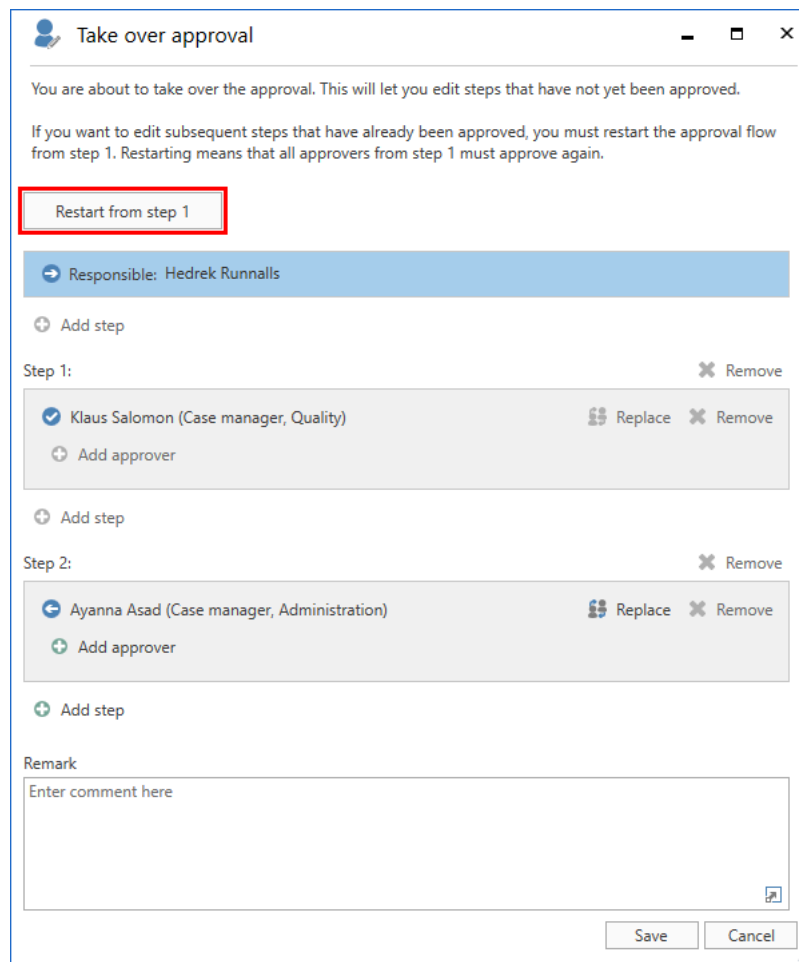 Take over approval
You are about to take over the approval. This will let you edit steps that have not yet been approved.
If you want to edit subsequent steps that have already been approved, you must restart the approval flow
from step 1. Restarting means that all approvers from step 1 must approve again.
Restart from step 1
Responsible: Hedrek Runnalls
Add step
Step 1: Remove
Klaus Salomon (Case manager, Quality) Replace Remove
Add approver
Add step
Step 2: Remove
Ayanna Asad (Case manager, Administration) Replace Remove
Add approver
Add step
Remark
Enter comment here
Save Cancel